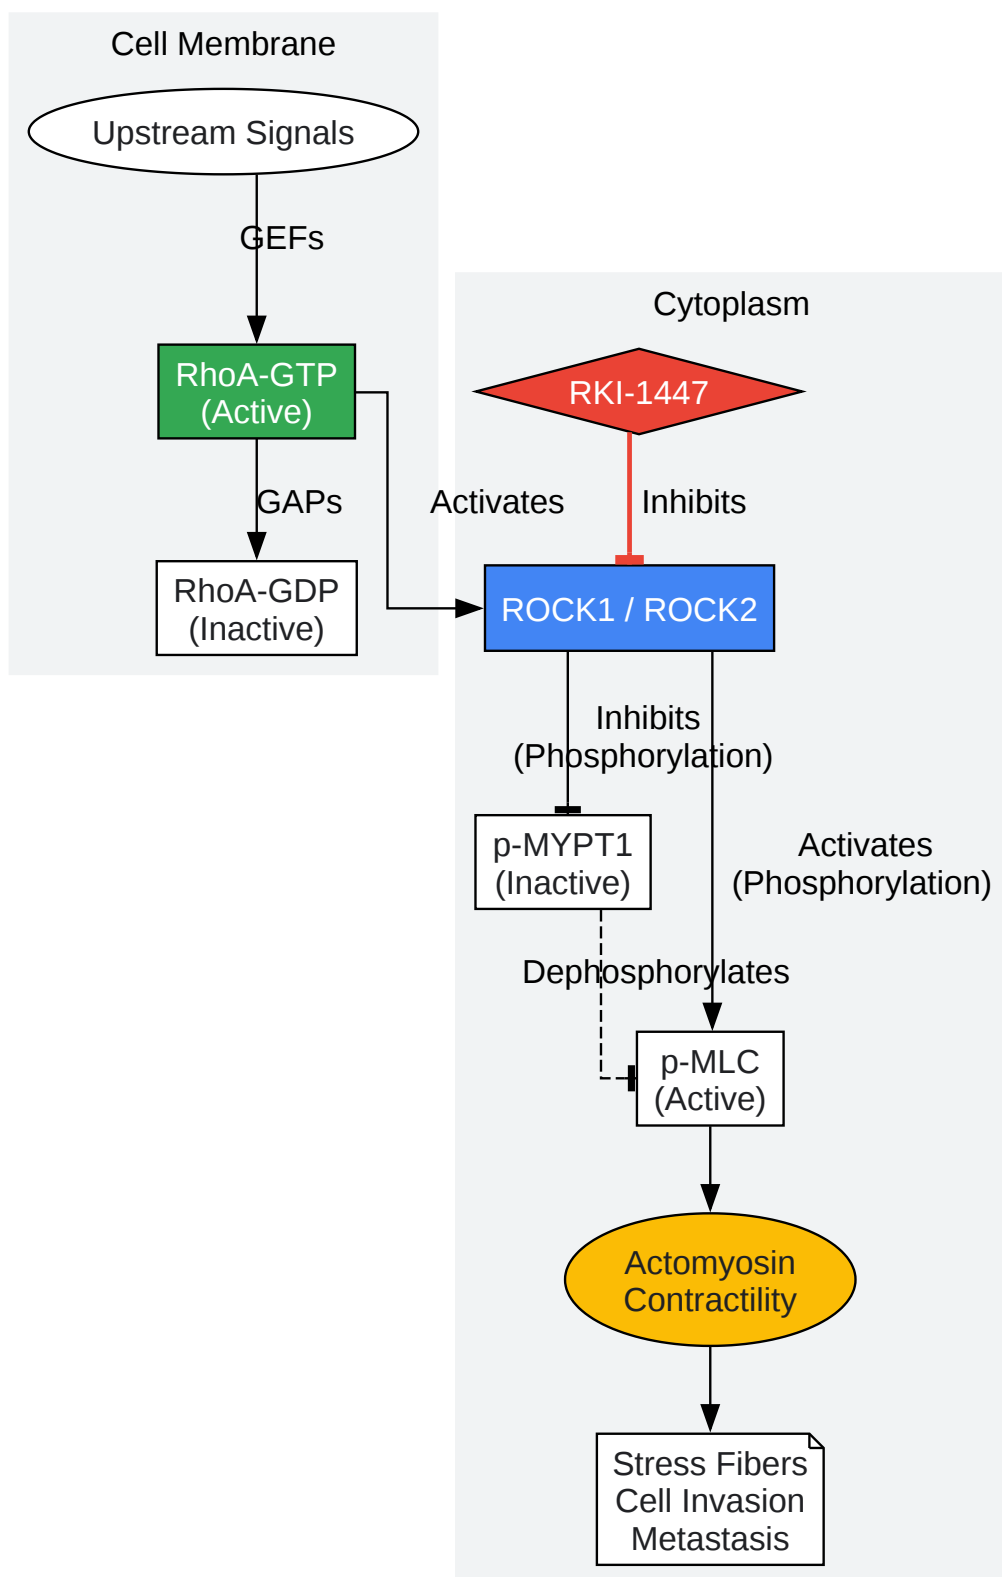 Cell Membrane
Upstream Signals
GEFs
RhoA-GTP
(Active)
GAPs
RhoA-GDP
(Inactive)
Cytoplasm
RKI-1447
Activates
Inhibits
ROCK1 / ROCK2
Inhibits
(Phosphorylation)
p-MYPT1
(Inactive)
Activates
(Phosphorylation)
Dephosphorylates
p-MLC
(Active)
Actomyosin
Contractility
Stress Fibers
Cell Invasion
Metastasis